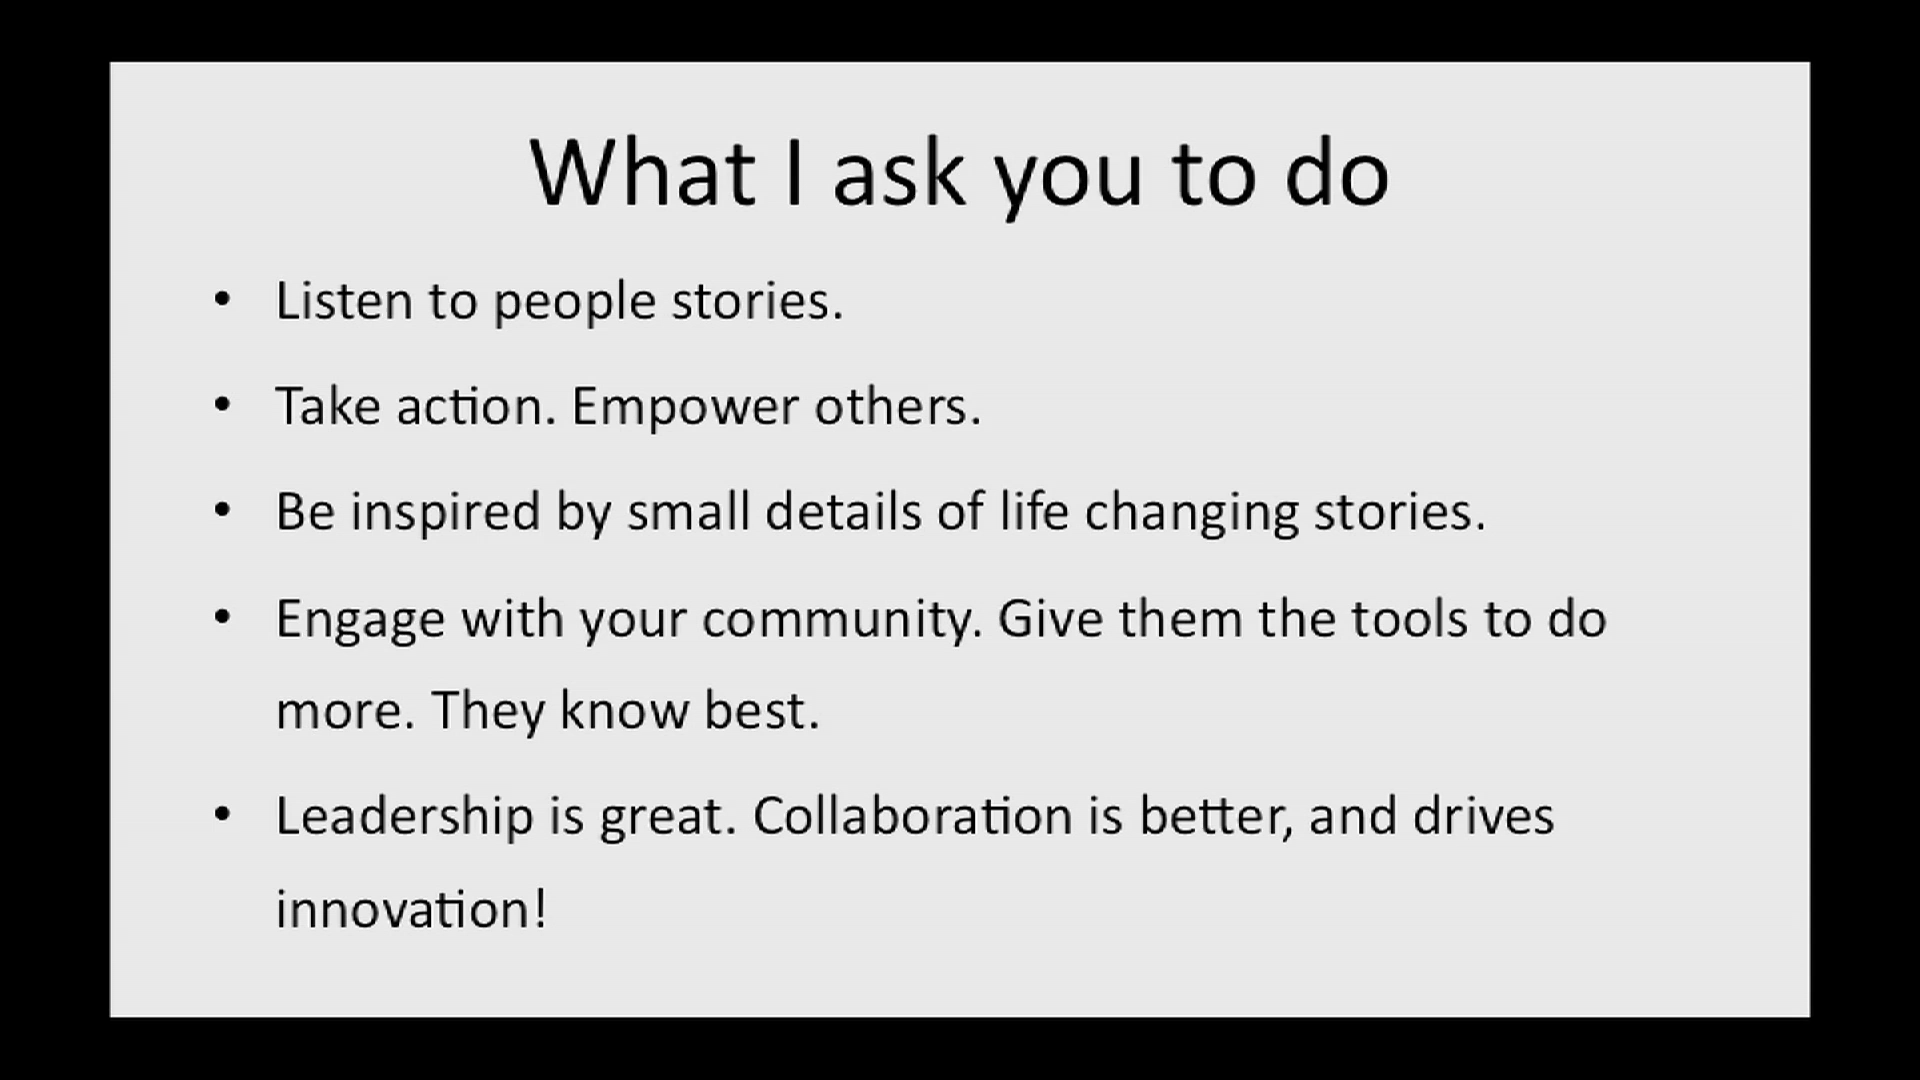 What I ask you to do
• Listen to people stories.
• Take action. Empower others.
• Be inspired by small details of life changing stories.
• Engage with your community. Give them the tools to do
more. They know best.
• Leadership is great. Collaboration is better, and drives
innovation!